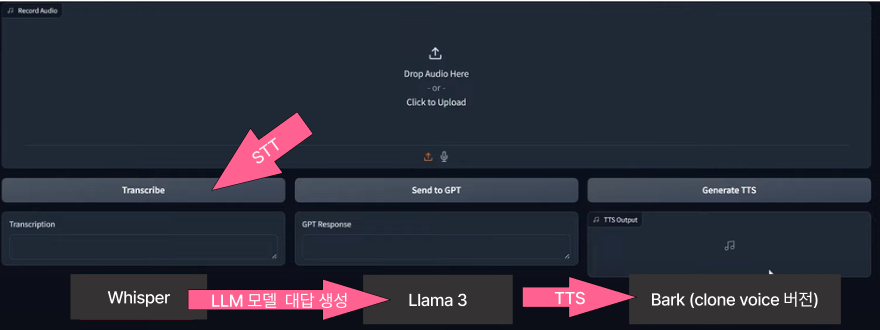 Record Audio
Drop Audio Here
- or -
Click to Upload
STT
Transcribe
Send to GPT
Generate TTS
Transcription
GPT Response
TTS Output
Whisper
LLM 모델 대답 생성
Llama 3
TTS
Bark (clone voice 버전)